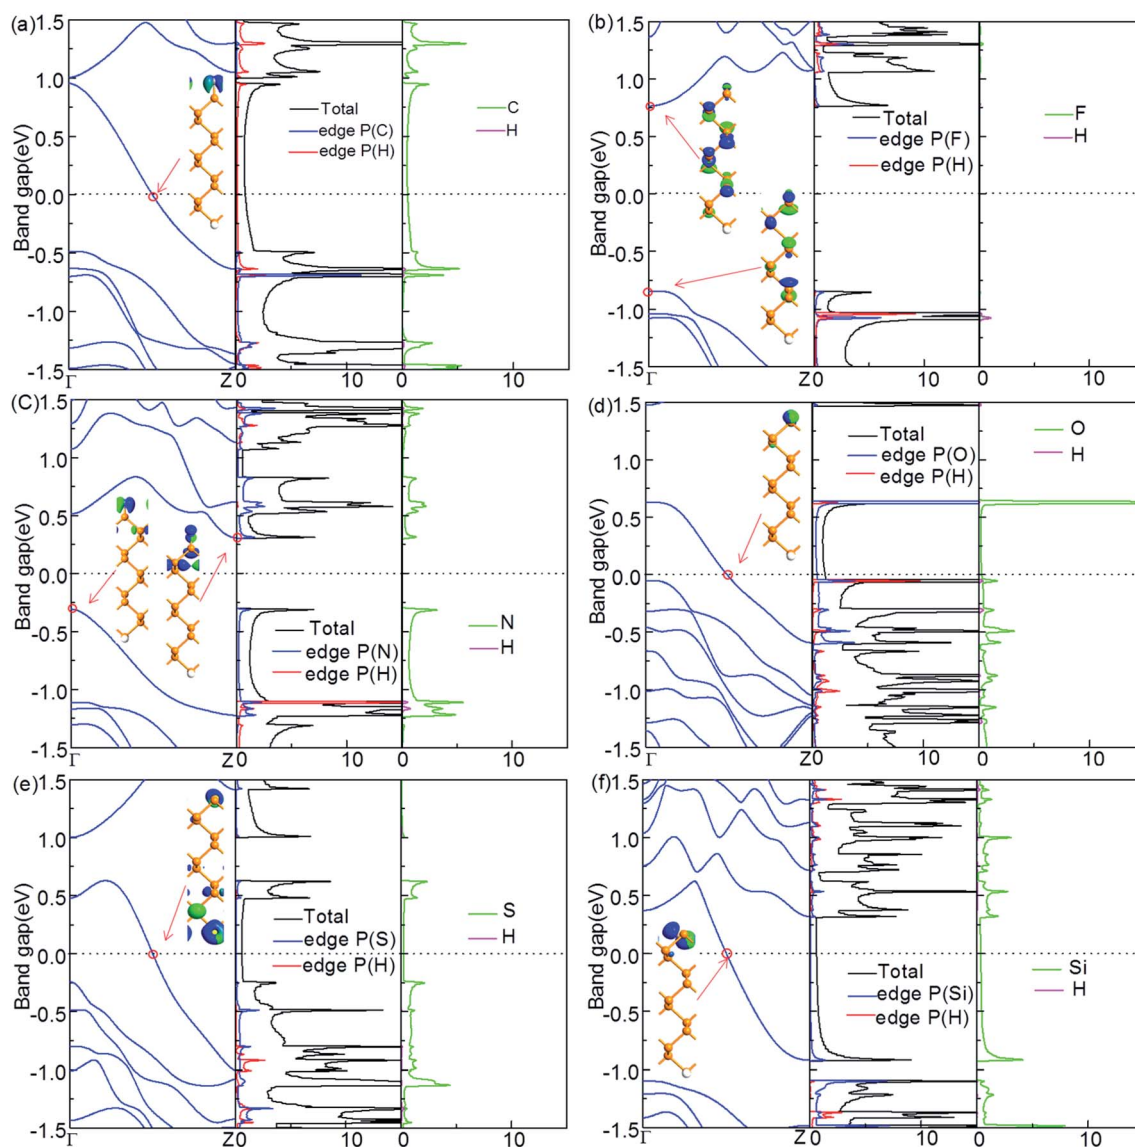 (a) 1.5
1.0
0.5
0.0
-0.5
-1.0
-1.5
Band gap(eV)
Total
edge P(C)
edge P(H)
C
H
Γ Z0 10 0 10
(b) 1.5
1.0
0.5
0.0
-0.5
-1.0
-1.5
Band gap(eV)
Total
edge P(F)
edge P(H)
F
H
Γ Z0 10 0 10
(C) 1.5
1.0
0.5
0.0
-0.5
-1.0
-1.5
Band gap(eV)
Total
edge P(N)
edge P(H)
N
H
Γ Z0 10 0 10
(d) 1.5
1.0
0.5
0.0
-0.5
-1.0
-1.5
Band gap(eV)
Total
edge P(O)
edge P(H)
O
H
Γ Z0 10 0 10
(e) 1.5
1.0
0.5
0.0
-0.5
-1.0
-1.5
Band gap(eV)
Total
edge P(S)
edge P(H)
S
H
Γ Z0 10 0 10
(f) 1.5
1.0
0.5
0.0
-0.5
-1.0
-1.5
Band gap(eV)
Total
edge P(Si)
edge P(H)
Si
H
Γ Z0 10 0 10